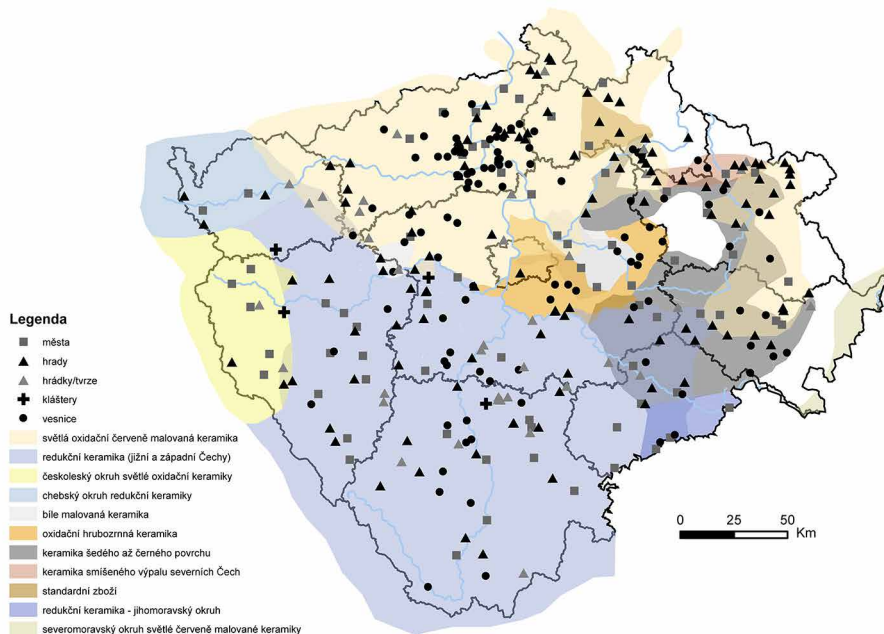 Legenda
města
hrady
hrádky/tvrze
kláštery
vesnice
světlá oxidační červeně malovaná keramika
redukční keramika (jižní a západní Čechy)
českoleský okruh světlé oxidační keramiky
chebský okruh redukční keramiky
bíle malovaná keramika
oxidační hrubozrnná keramika
keramika šedého až černého povrchu
keramika smíšeného výpalu severních Čech
standardní zboží
redukční keramika - jihomoravský okruh
severomoravský okruh světlé červeně malované keramiky
0 25 50
Km